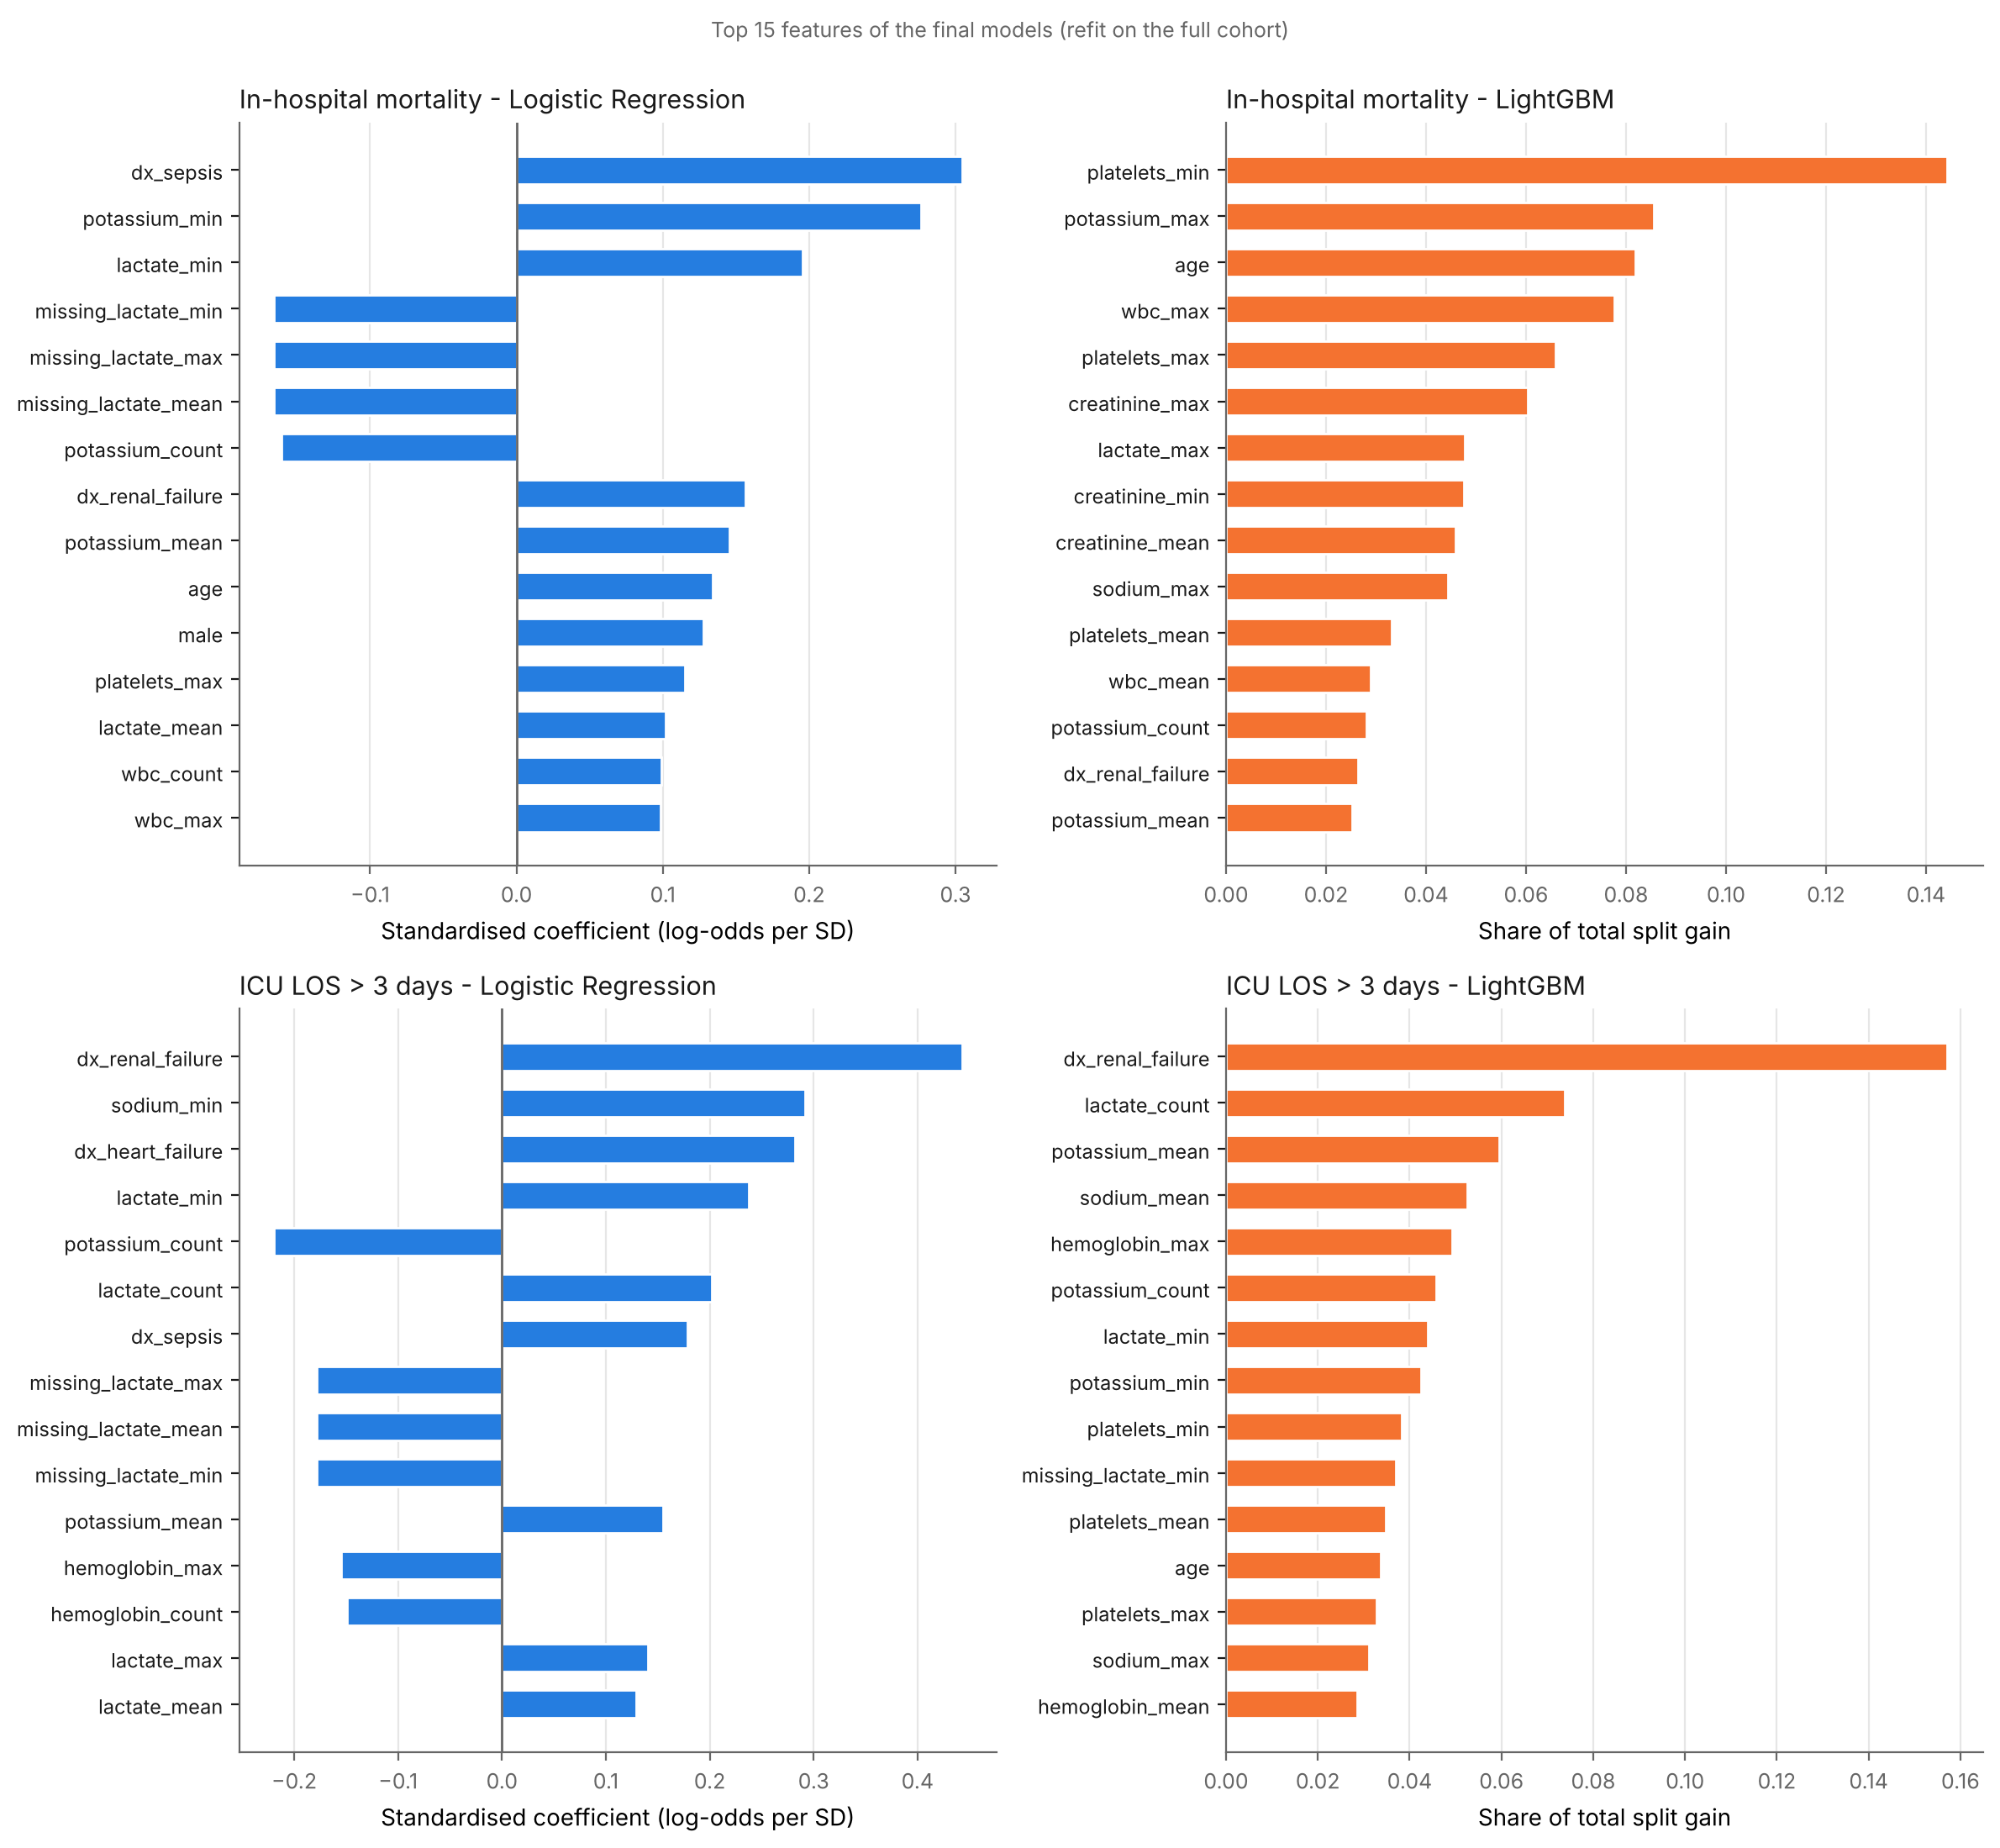 Top 15 features of the final models (refit on the full cohort)
In-hospital mortality - Logistic Regression
dx_sepsis
potassium_min
lactate_min
missing_lactate_min
missing_lactate_max
missing_lactate_mean
potassium_count
dx_renal_failure
potassium_mean
age
male
platelets_max
lactate_mean
wbc_count
wbc_max
−0.1 0.0 0.1 0.2 0.3
Standardised coefficient (log-odds per SD)
In-hospital mortality - LightGBM
platelets_min
potassium_max
age
wbc_max
platelets_max
creatinine_max
lactate_max
creatinine_min
creatinine_mean
sodium_max
platelets_mean
wbc_mean
potassium_count
dx_renal_failure
potassium_mean
0.00 0.02 0.04 0.06 0.08 0.10 0.12 0.14
Share of total split gain
ICU LOS > 3 days - Logistic Regression
dx_renal_failure
sodium_min
dx_heart_failure
lactate_min
potassium_count
lactate_count
dx_sepsis
missing_lactate_max
missing_lactate_mean
missing_lactate_min
potassium_mean
hemoglobin_max
hemoglobin_count
lactate_max
lactate_mean
−0.2 −0.1 0.0 0.1 0.2 0.3 0.4
Standardised coefficient (log-odds per SD)
ICU LOS > 3 days - LightGBM
dx_renal_failure
lactate_count
potassium_mean
sodium_mean
hemoglobin_max
potassium_count
lactate_min
potassium_min
platelets_min
missing_lactate_min
platelets_mean
age
platelets_max
sodium_max
hemoglobin_mean
0.00 0.02 0.04 0.06 0.08 0.10 0.12 0.14 0.16
Share of total split gain